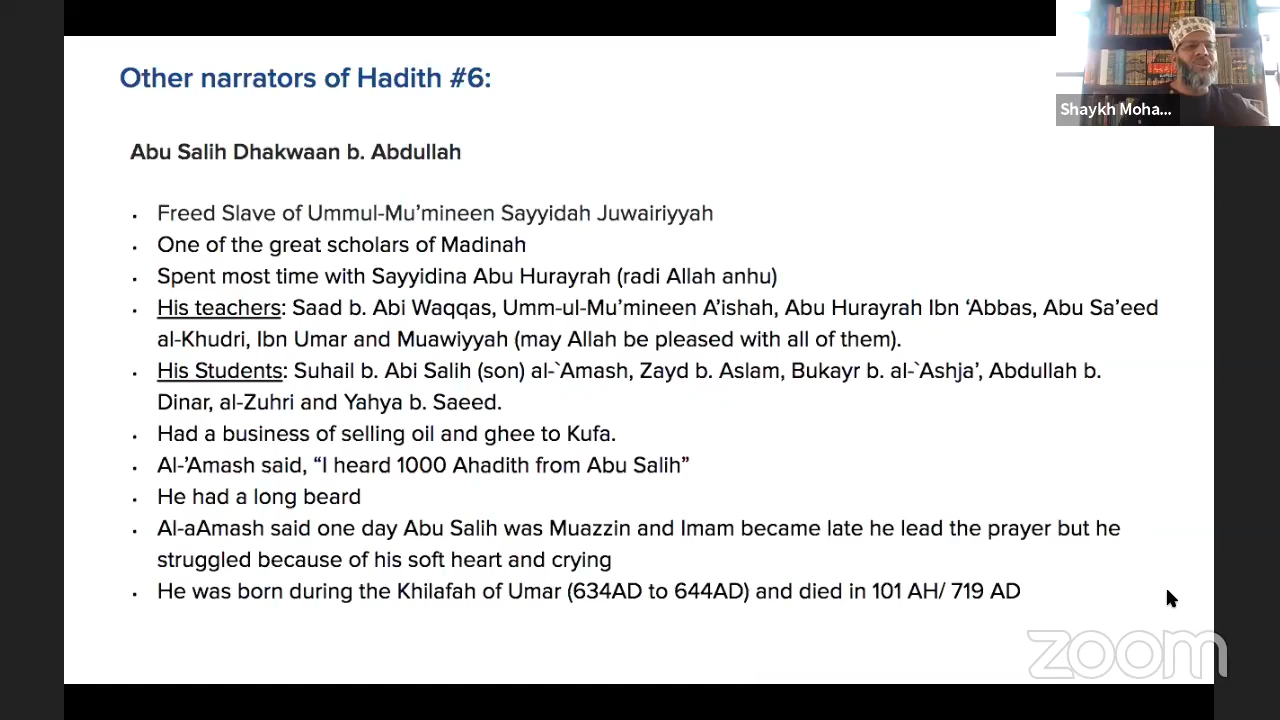 Other narrators of Hadith #6:
Shaykh Moha...
Abu Salih Dhakwaan b. Abdullah
• Freed Slave of Ummul-Mu’mineen Sayyidah Juwairiyyah
• One of the great scholars of Madinah
• Spent most time with Sayyidina Abu Hurayrah (radi Allah anhu)
• His teachers: Saad b. Abi Waqqas, Umm-ul-Mu’mineen A’ishah, Abu Hurayrah Ibn ‘Abbas, Abu Sa’eed
al-Khudri, Ibn Umar and Muawiyyah (may Allah be pleased with all of them).
• His Students: Suhail b. Abi Salih (son) al-`Amash, Zayd b. Aslam, Bukayr b. al-`Ashja’, Abdullah b.
Dinar, al-Zuhri and Yahya b. Saeed.
• Had a business of selling oil and ghee to Kufa.
• Al-’Amash said, “I heard 1000 Ahadith from Abu Salih”
• He had a long beard
• Al-aAmash said one day Abu Salih was Muazzin and Imam became late he lead the prayer but he
struggled because of his soft heart and crying
• He was born during the Khilafah of Umar (634AD to 644AD) and died in 101 AH/ 719 AD
zoom